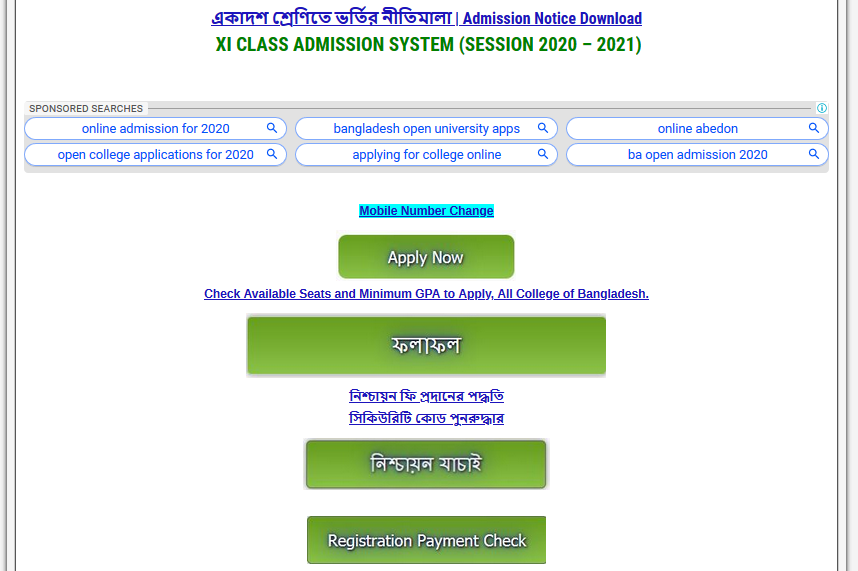 একাদশ শ্রেণিতে ভর্তির নীতিমালা | Admission Notice Download
XI CLASS ADMISSION SYSTEM (SESSION 2020 – 2021)
SPONSORED SEARCHES
online admission for 2020
bangladesh open university apps
online abedon
open college applications for 2020
applying for college online
ba open admission 2020
Mobile Number Change
Apply Now
Check Available Seats and Minimum GPA to Apply, All College of Bangladesh.
ফলাফল
নিশ্চায়ন ফি প্রদানের পদ্ধতি
সিকিউরিটি কোড পুনরুদ্ধার
নিশ্চায়ন যাচাই
Registration Payment Check